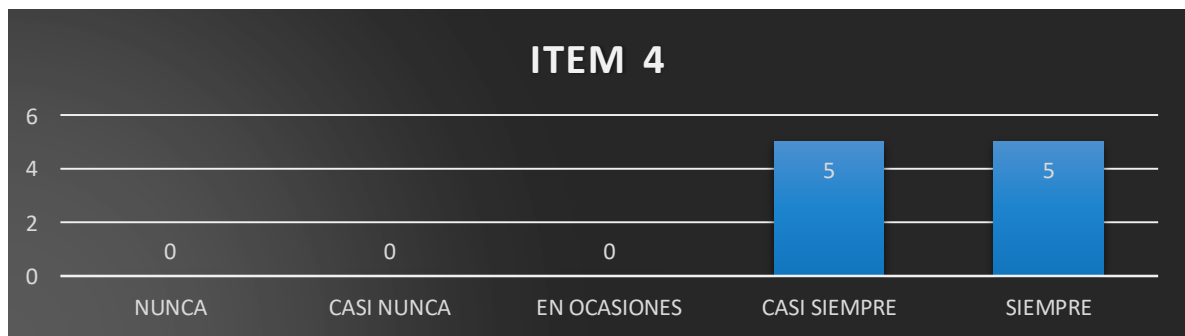 ITEM 4
6
4
5 5
2
0 0 0
0
NUNCA CASI NUNCA EN OCASIONES CASI SIEMPRE SIEMPRE